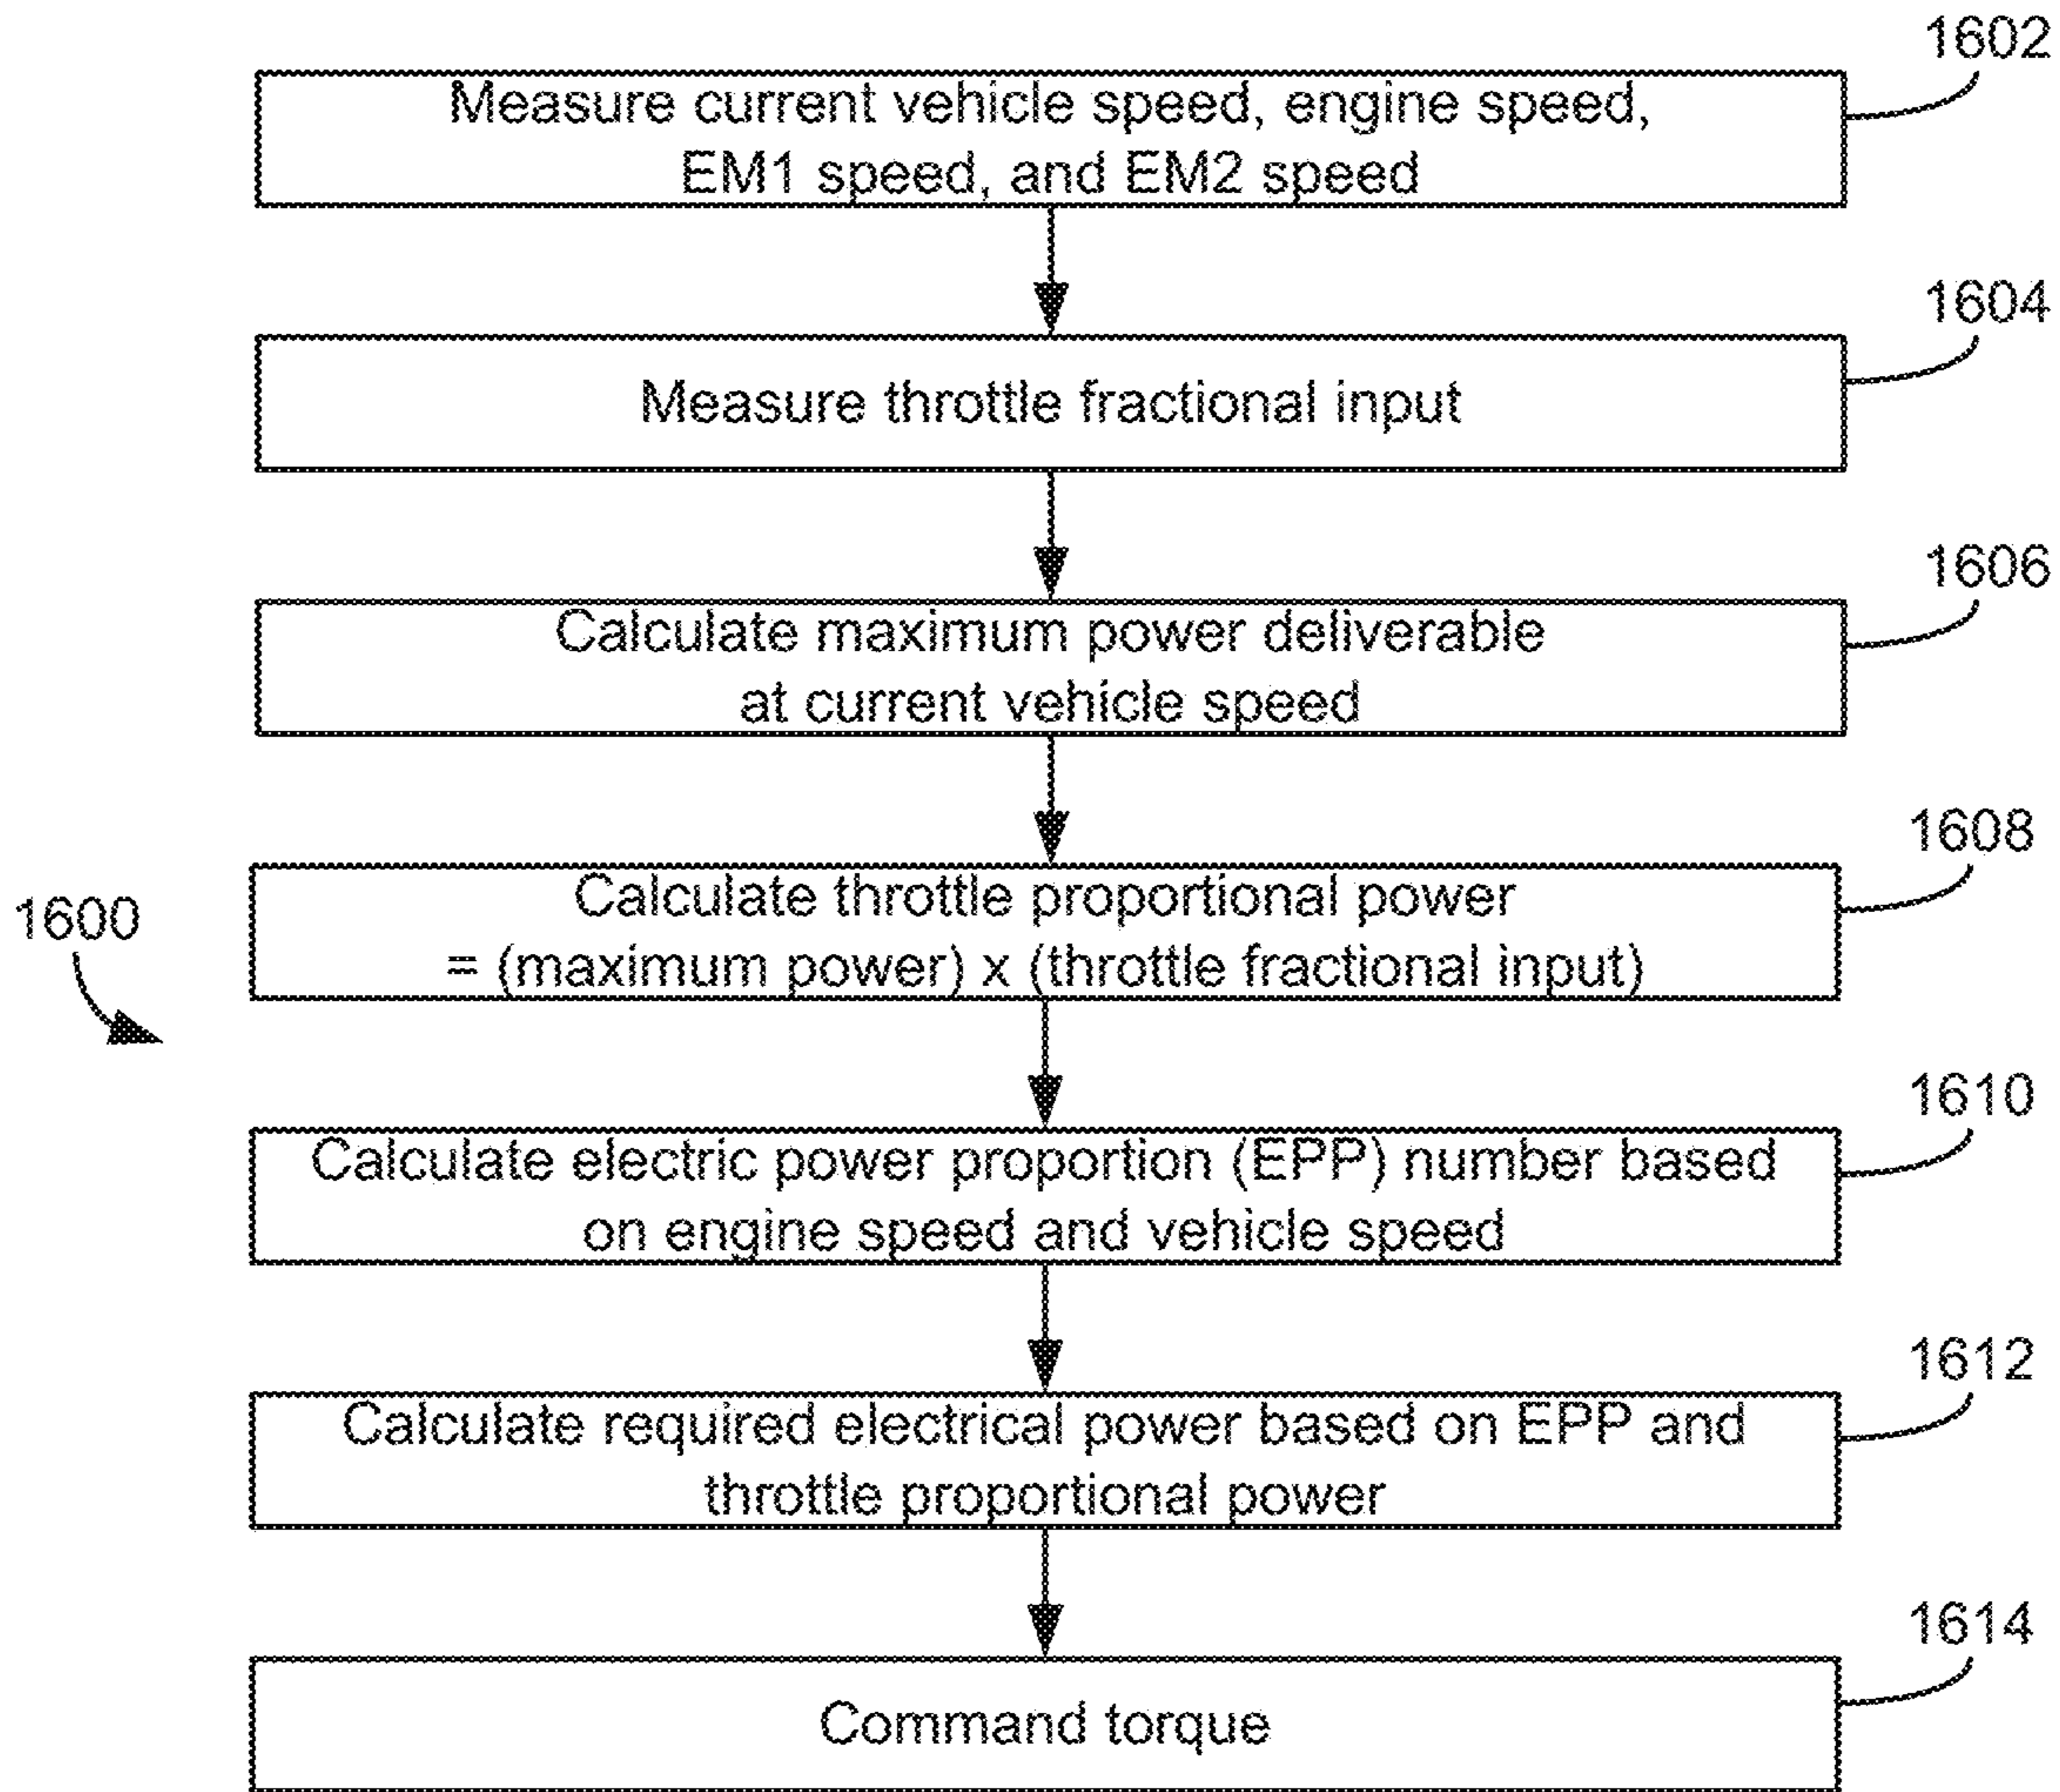 1602
Measure current vehicle speed, engine speed,
EM1 speed, and EM2 speed
1604
Measure throttle fractional input
1606
Calculate maximum power deliverable
at current vehicle speed
1608
Calculate throttle proportional power
= (maximum power) x (throttle fractional input)
1600
1610
Calculate electric power proportion (EPP) number based
on engine speed and vehicle speed
1612
Calculate required electrical power based on EPP and
throttle proportional power
1614
Command torque